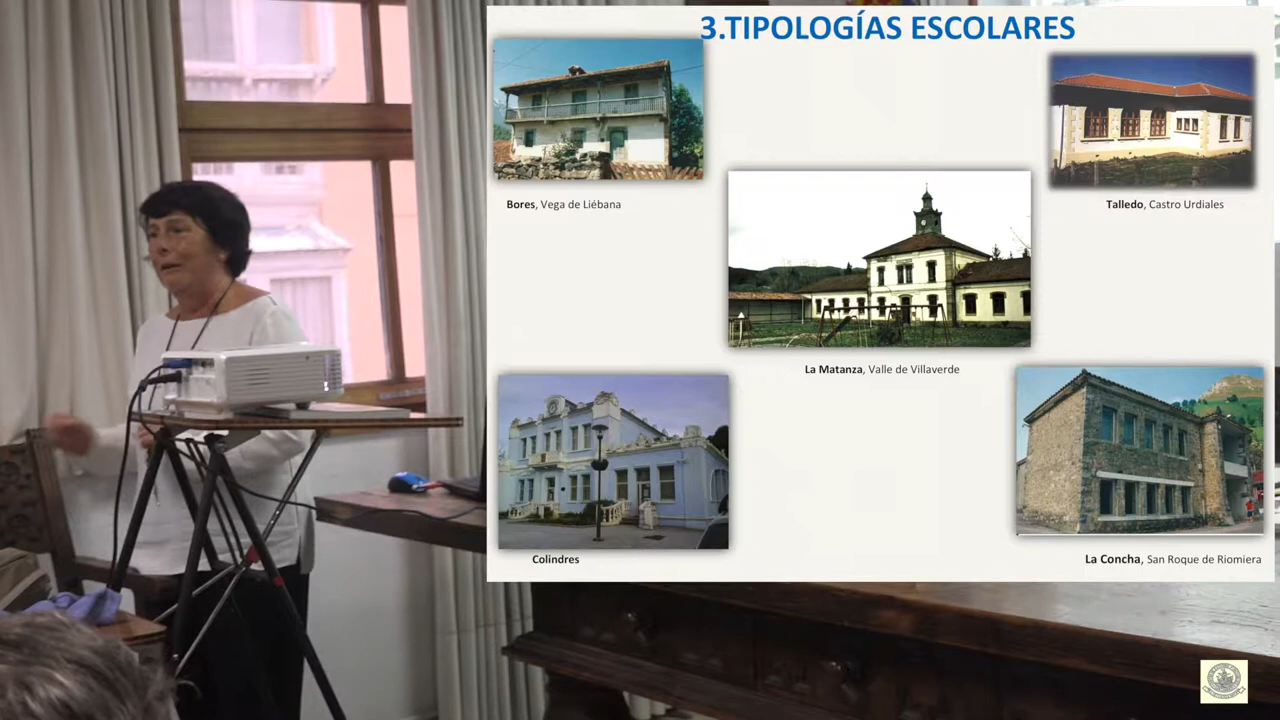 3.TIPOLOGÍAS ESCOLARES
Bores, Vega de Liébana
Talledo, Castro Urdiales
La Matanza, Valle de Villaverde
Colindres
La Concha, San Roque de Riomiera